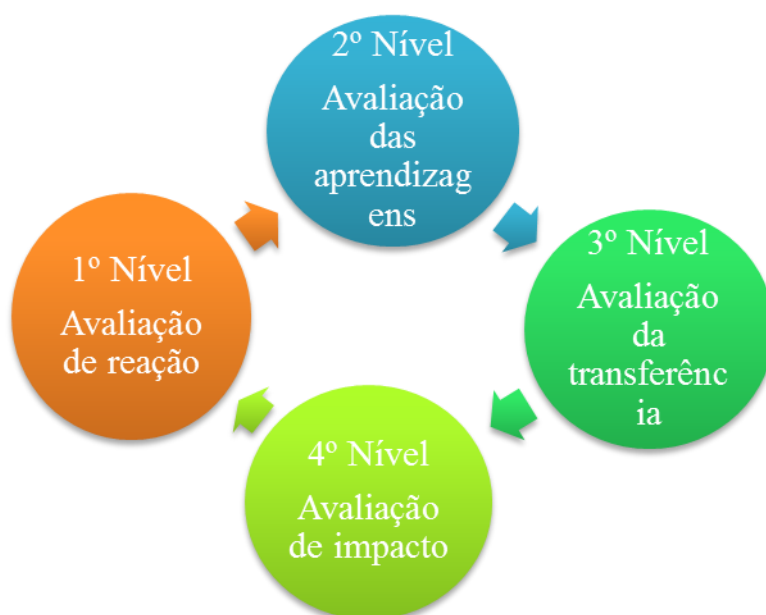 1º Nível
Avaliação
de reação
2º Nível
Avaliação
das
aprendizag
ens
3º Nível
Avaliação
da
transferênc
ia
4º Nível
Avaliação
de impacto